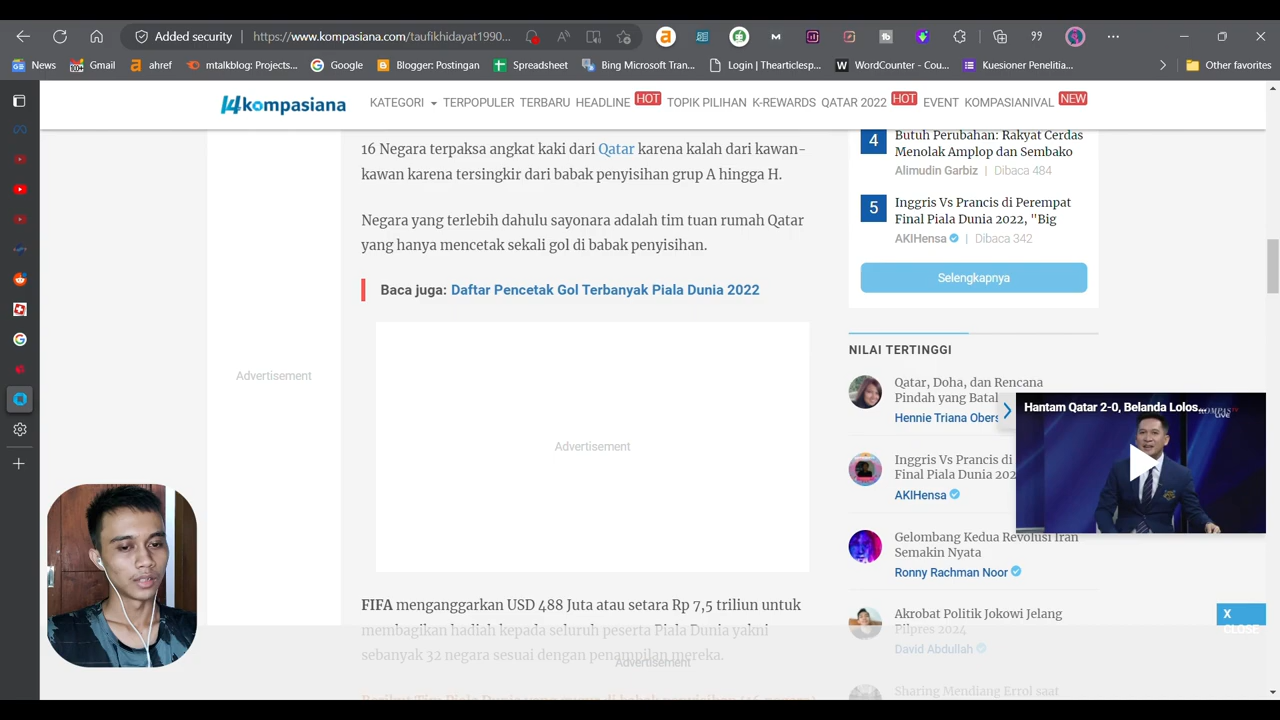 Added security
https://www.kompasiana.com/taufikhidayat1990...
News
Gmail
ahref
mtalkblog: Projects...
Google
Blogger: Postingan
Spreadsheet
Bing Microsoft Tran...
Login | Thearticlesp...
WordCounter - Cou...
Kuesioner Penelitia...
Other favorites
kompasiana
KATEGORI
TERPOPULER
TERBARU
HEADLINE
HOT
TOPIK PILIHAN
K-REWARDS
QATAR 2022
HOT
EVENT
KOMPASIANIVAL
NEW
16 Negara terpaksa angkat kaki dari Qatar karena kalah dari kawan-
kawan karena tersingkir dari babak penyisihan grup A hingga H.
Negara yang terlebih dahulu sayonara adalah tim tuan rumah Qatar
yang hanya mencetak sekali gol di babak penyisihan.
Baca juga: Daftar Pencetak Gol Terbanyak Piala Dunia 2022
Advertisement
Advertisement
FIFA menganggarkan USD 488 Juta atau setara Rp 7,5 triliun untuk
membagikan hadiah kepada seluruh peserta Piala Dunia yakni
sebanyak 32 negara sesuai dengan penampilan mereka.
Advertisement
4
Butuh Perubahan: Rakyat Cerdas
Menolak Amplop dan Sembako
Alimudin Garbiz | Dibaca 484
5
Inggris Vs Prancis di Perempat
Final Piala Dunia 2022, "Big
AKIHensa | Dibaca 342
Selengkapnya
NILAI TERTINGGI
Qatar, Doha, dan Rencana
Pindah yang Batal
Hennie Triana Obers
Hantam Qatar 2-0, Belanda Lolos...
KOMPASTV
LIVE
Inggris Vs Prancis di
Final Piala Dunia 202
AKIHensa
Gelombang Kedua Revolusi Iran
Semakin Nyata
Ronny Rachman Noor
Akrobat Politik Jokowi Jelang
Pilpres 2024
David Abdullah
X
CLOSE
Sharing Mendiang Errol saat